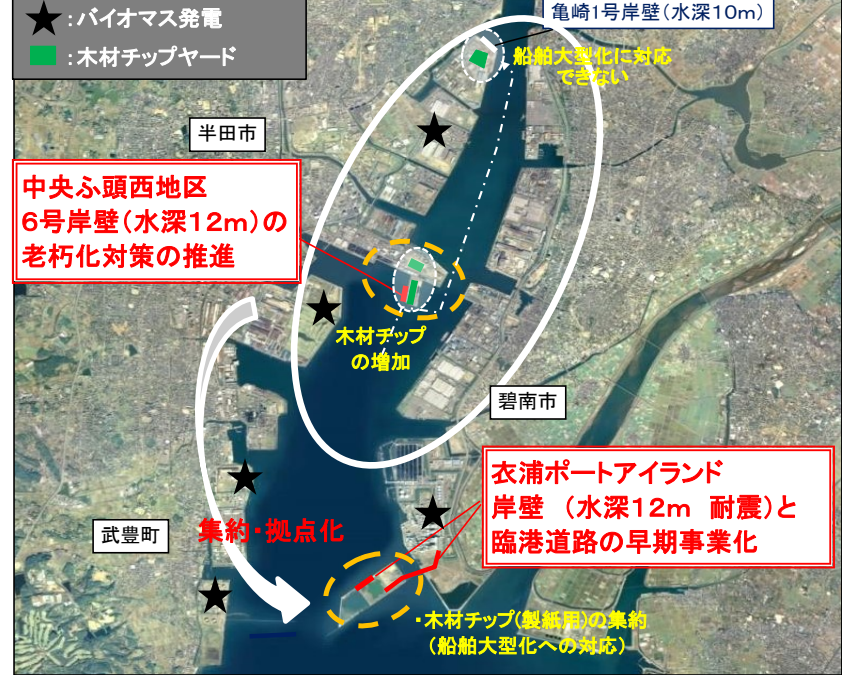 ★：バイオマス発電
：木材チップヤード
亀崎1号岸壁（水深10m）
船舶大型化に対応
できない
半田市
中央ふ頭西地区
6号岸壁（水深12m）の
老朽化対策の推進
木材チップ
の増加
碧南市
衣浦ポートアイランド
岸壁　（水深12m　耐震）と
臨港道路の早期事業化
武豊町
集約・拠点化
・木材チップ(製紙用)の集約
（船舶大型化への対応）